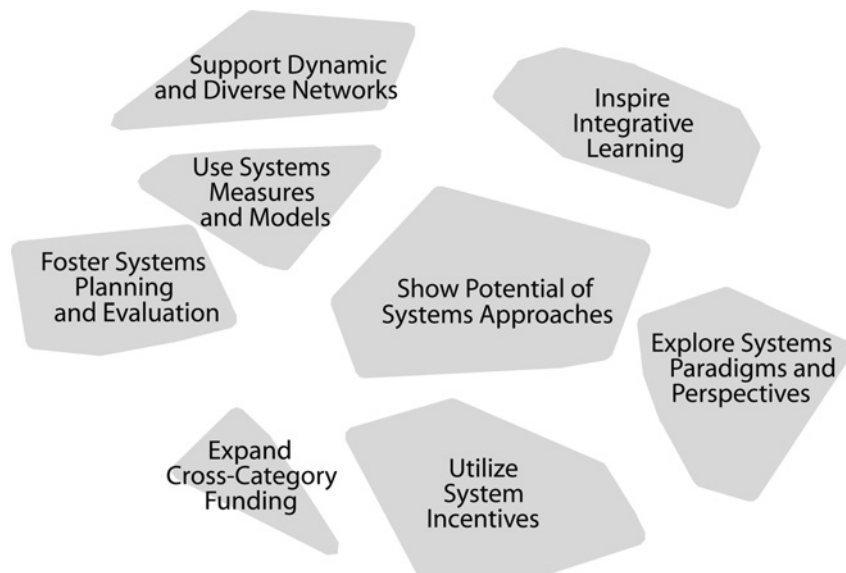 Support Dynamic
and Diverse Networks
Inspire
Integrative
Learning
Use Systems
Measures
and Models
Foster Systems
Planning
and Evaluation
Show Potential of
Systems Approaches
Explore Systems
Paradigms and
Perspectives
Expand
Cross-Category
Funding
Utilize
System
Incentives